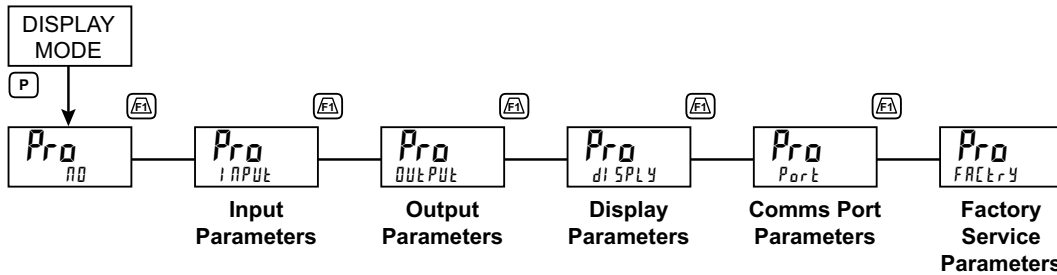 DISPLAY
MODE
P
F1 F1 F1 F1 F1
Pro Pro Pro Pro Pro Pro
NO INPUt OUtPUt dISPLY Port FACtrY
Input Output Display Comms Port Factory
Parameters Parameters Parameters Parameters Service
Parameters